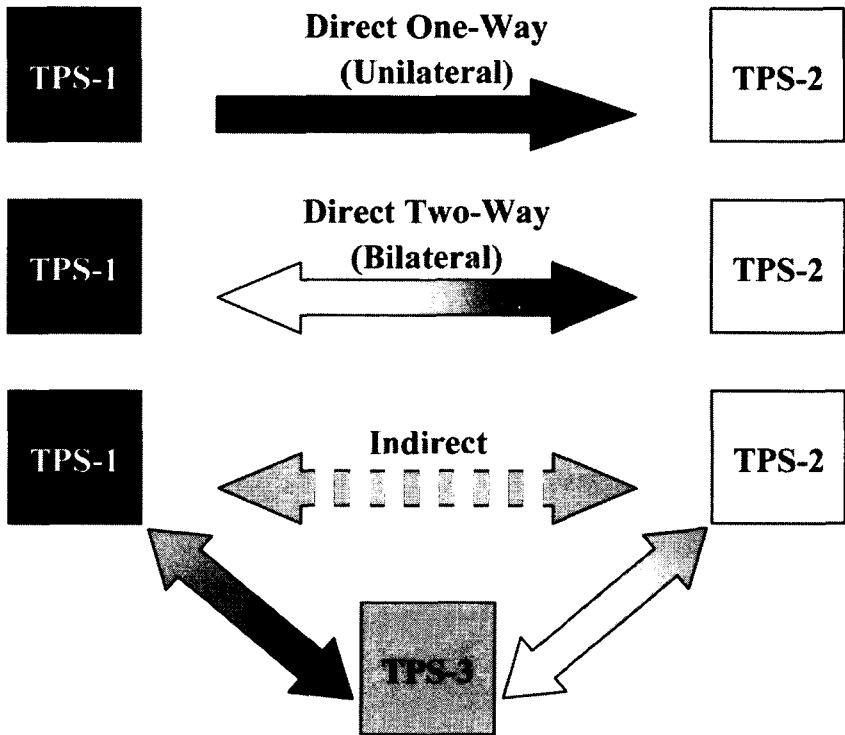 Direct One-Way
(Unilateral)
TPS-1
TPS-2
Direct Two-Way
(Bilateral)
TPS-1
TPS-2
Indirect
TPS-1
TPS-2
TPS-3